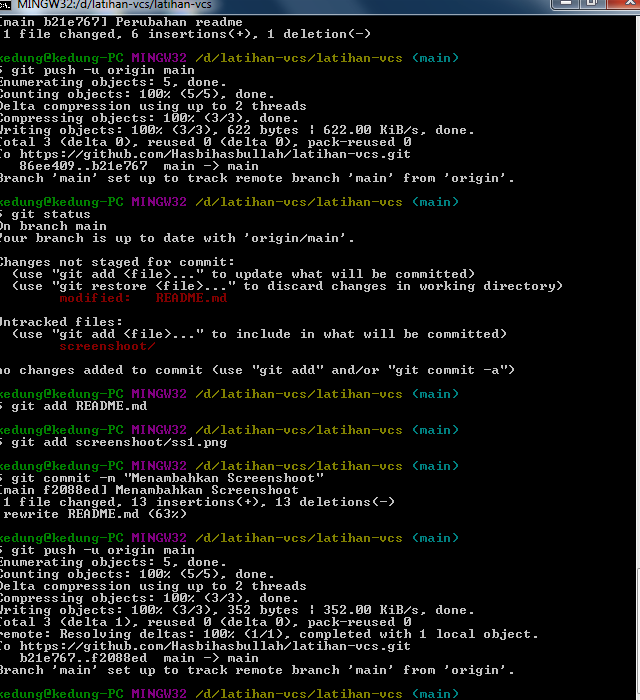 MINGW32:/d/latihan-vcs/latihan-vcs
[main b21e767] Perubahan readme
1 file changed, 6 insertions(+), 1 deletion(-)
kedung@kedung-PC MINGW32 /d/latihan-vcs/latihan-vcs (main)
$ git push -u origin main
Enumerating objects: 5, done.
Counting objects: 100% (5/5), done.
Delta compression using up to 2 threads
Compressing objects: 100% (3/3), done.
Writing objects: 100% (3/3), 622 bytes | 622.00 KiB/s, done.
Total 3 (delta 0), reused 0 (delta 0), pack-reused 0
To https://github.com/Hasbihasbullah/latihan-vcs.git
86ee409..b21e767  main -> main
Branch 'main' set up to track remote branch 'main' from 'origin'.
kedung@kedung-PC MINGW32 /d/latihan-vcs/latihan-vcs (main)
$ git status
On branch main
Your branch is up to date with 'origin/main'.
Changes not staged for commit:
(use "git add <file>..." to update what will be committed)
(use "git restore <file>..." to discard changes in working directory)
modified:   README.md
Untracked files:
(use "git add <file>..." to include in what will be committed)
screenshoot/
no changes added to commit (use "git add" and/or "git commit -a")
kedung@kedung-PC MINGW32 /d/latihan-vcs/latihan-vcs (main)
$ git add README.md
kedung@kedung-PC MINGW32 /d/latihan-vcs/latihan-vcs (main)
$ git add screenshoot/ss1.png
kedung@kedung-PC MINGW32 /d/latihan-vcs/latihan-vcs (main)
$ git commit -m "Menambahkan Screenshoot"
[main f2088ed] Menambahkan Screenshoot
1 file changed, 13 insertions(+), 13 deletions(-)
rewrite README.md (63%)
kedung@kedung-PC MINGW32 /d/latihan-vcs/latihan-vcs (main)
$ git push -u origin main
Enumerating objects: 5, done.
Counting objects: 100% (5/5), done.
Delta compression using up to 2 threads
Compressing objects: 100% (3/3), done.
Writing objects: 100% (3/3), 352 bytes | 352.00 KiB/s, done.
Total 3 (delta 1), reused 0 (delta 0), pack-reused 0
remote: Resolving deltas: 100% (1/1), completed with 1 local object.
To https://github.com/Hasbihasbullah/latihan-vcs.git
b21e767..f2088ed  main -> main
Branch 'main' set up to track remote branch 'main' from 'origin'.